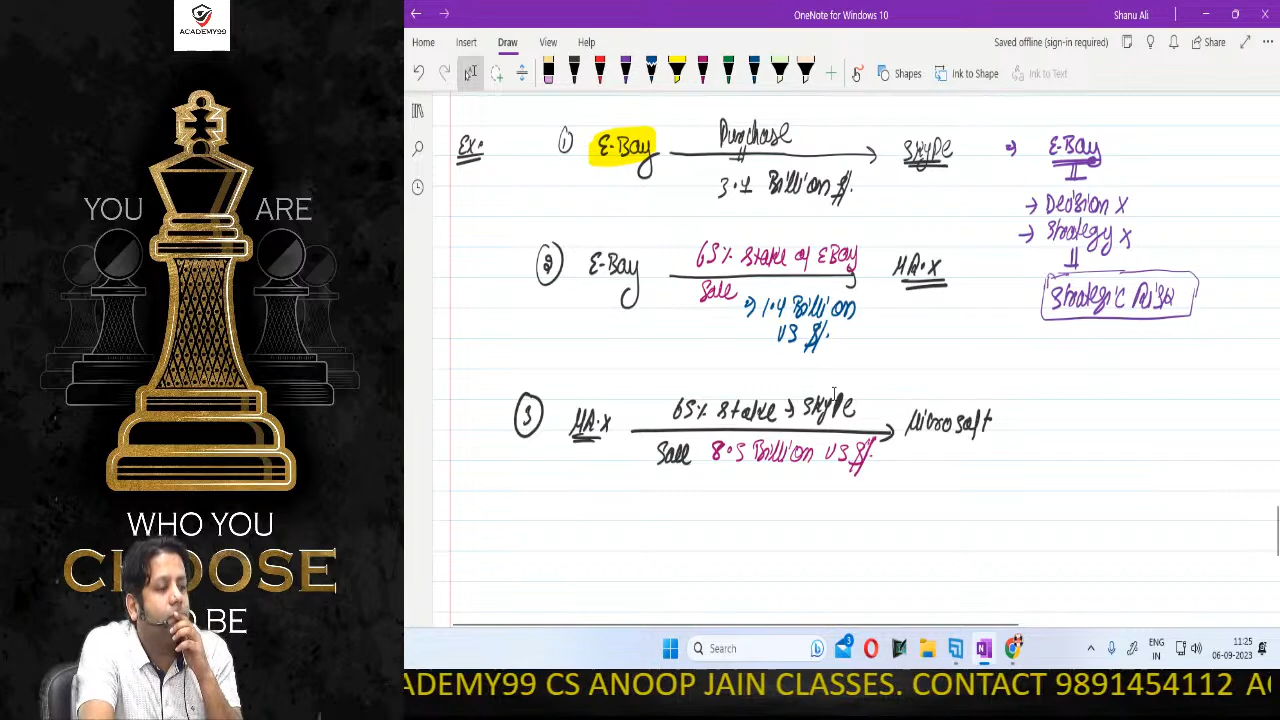 ACADEMY99
YOU ARE
WHO YOU
CHOOSE
TO BE
OneNote for Windows 10
Shanu Ali
Home Insert Draw View Help
Saved offline (sign-in required)
Share
Shapes Ink to Shape Ink to Text
Ex:
1) E-Bay Purchase Skype
3.1 Billion $
⇒ E-Bay
→ Decision X
→ Strategy X
Strategic Risk
2) E-Bay 65% Stake of EBay
Sale
⇒ 1.4 Billion
US $
3) 65% Stake → Skype Microsoft
Sale 8.5 Billion US $
Search
3
ENG
IN
11:25
06-09-2023
ADEMY99 CS ANOOP JAIN CLASSES. CONTACT 9891454112 AC